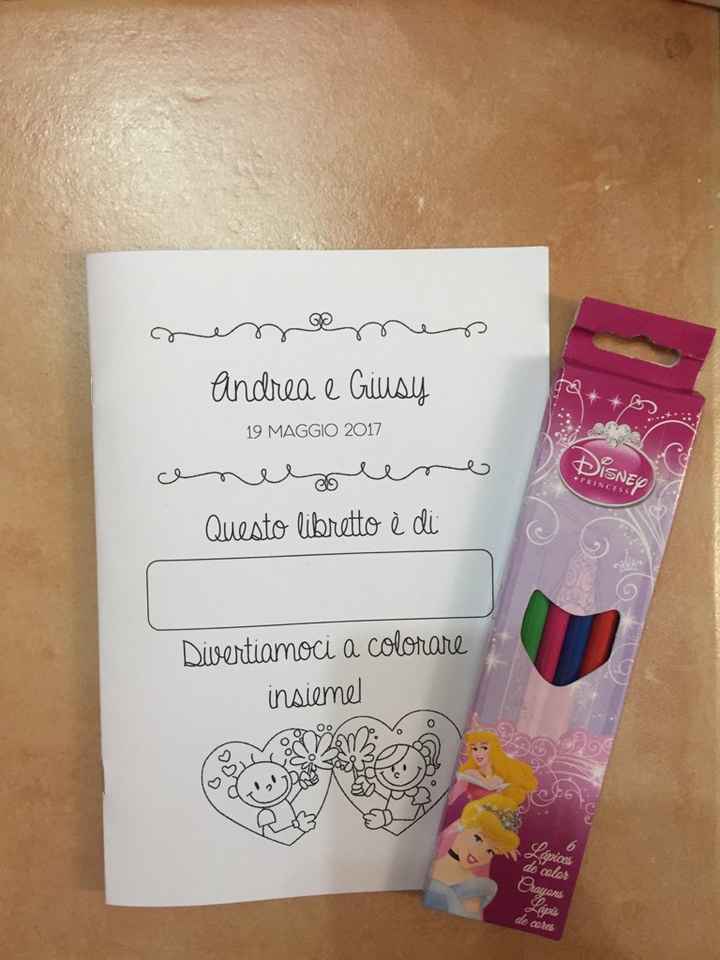 Andrea e Giusy
19 MAGGIO 2017
Questo libretto è di:
Divertiamoci a colorare
insieme!
Disney
PRINCESS
6
Lápices
de color
Crayons
Lápis
de cores